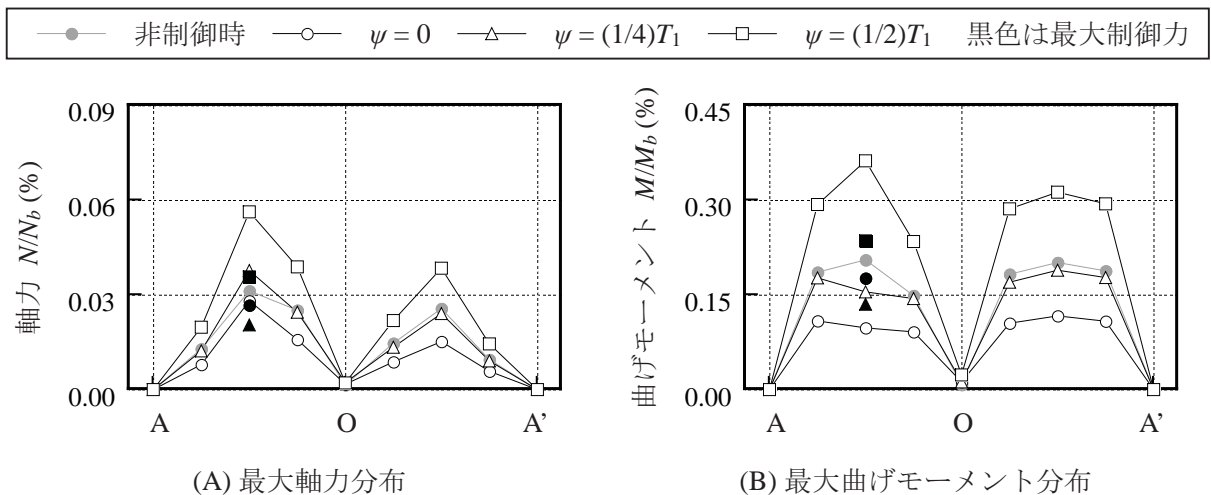 非制御時 ψ = 0 ψ = (1/4)T₁ ψ = (1/2)T₁ 黒色は最大制御力
軸力 N/N_b (%)
0.09
0.06
0.03
0.00
A O A'
(A) 最大軸力分布
曲げモーメント M/M_b (%)
0.45
0.30
0.15
0.00
A O A'
(B) 最大曲げモーメント分布